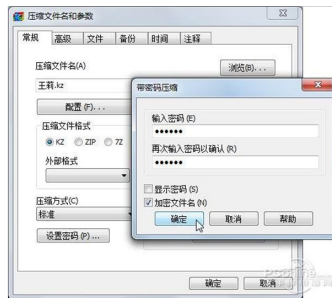 压缩文件名和参数
常规 高级 文件 备份 时间 注释
压缩文件名(A)
浏览(B)...
王莉.kz
配置(F)...
压缩文件格式
KZ ZIP 7Z
外部格式
压缩方式(C)
标准
设置密码(P)...
确定 取消
带密码压缩
输入密码(E)
••••••
再次输入密码以确认(R)
••••••
显示密码(S)
加密文件名(N)
确定 取消 帮助